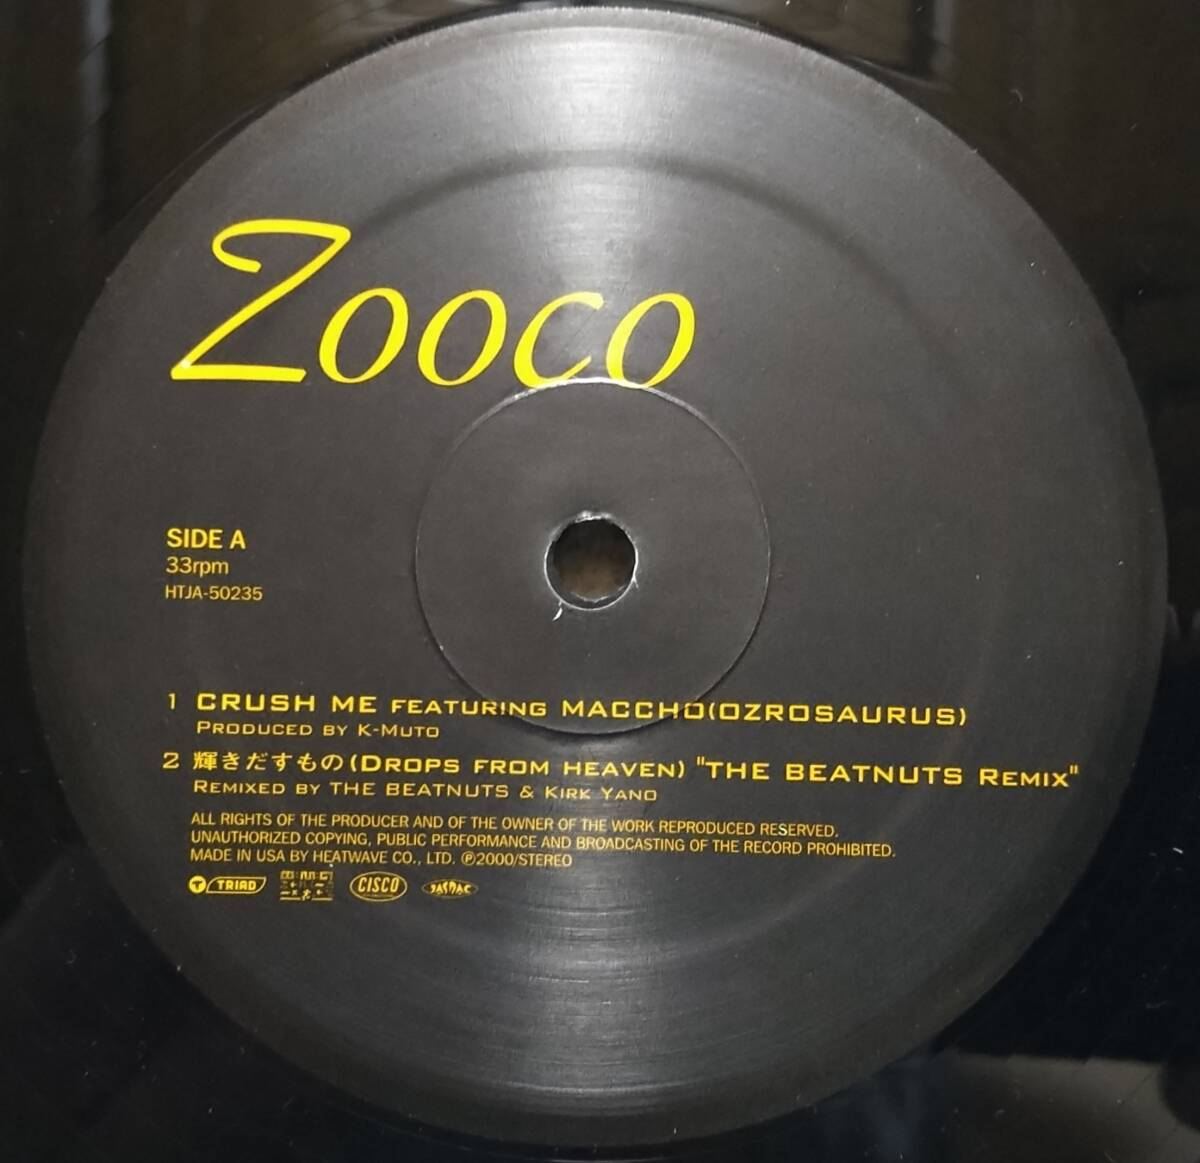 Zooco
SIDE A
33rpm
HTJA-50235
1 CRUSH ME FEATURING MACCHO(OZROSAURUS)
PRODUCED BY K-MUTO
2 輝きだすもの(DROPS FROM HEAVEN) "THE BEATNUTS REMIX"
REMIXED BY THE BEATNUTS & KIRK YANO
ALL RIGHTS OF THE PRODUCER AND OF THE OWNER OF THE WORK REPRODUCED RESERVED.
UNAUTHORIZED COPYING, PUBLIC PERFORMANCE AND BROADCASTING OF THE RECORD PROHIBITED.
MADE IN USA BY HEATWAVE CO., LTD. ℗2000/STEREO
T TRIAD CISCO JASRAC